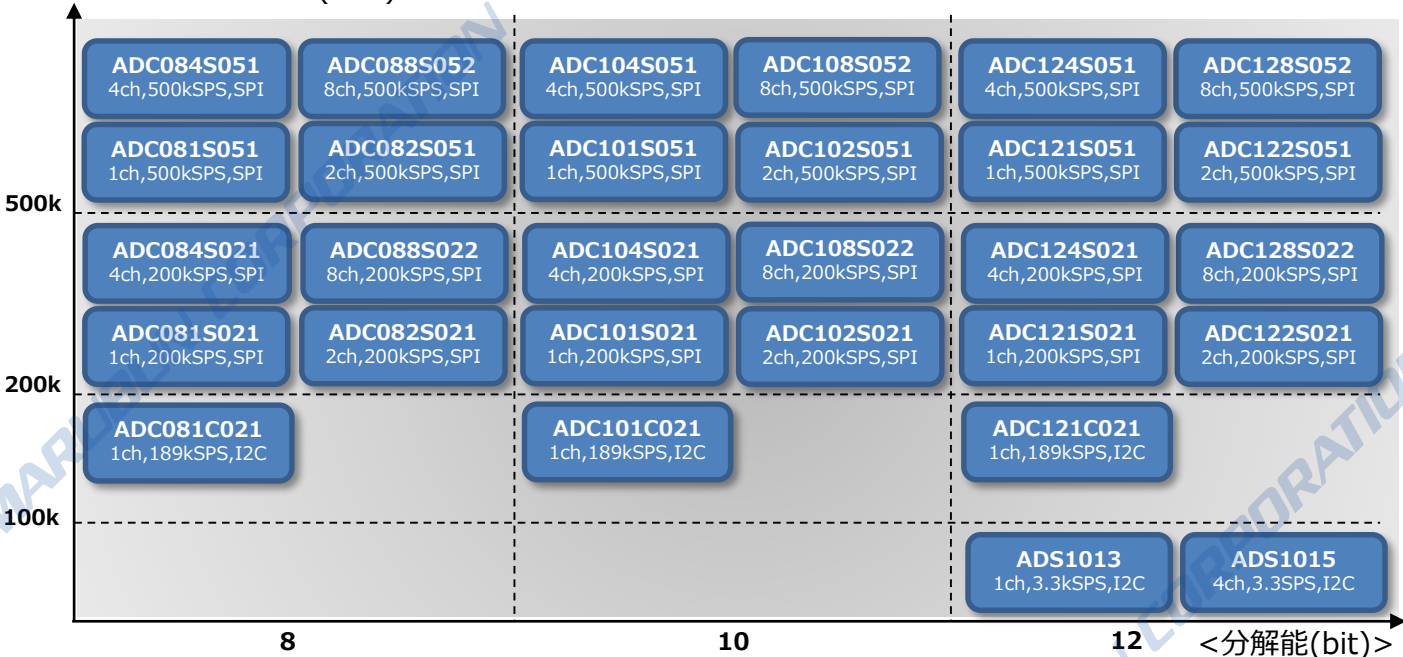 ADC084S051
4ch,500kSPS,SPI
ADC088S052
8ch,500kSPS,SPI
ADC104S051
4ch,500kSPS,SPI
ADC108S052
8ch,500kSPS,SPI
ADC124S051
4ch,500kSPS,SPI
ADC128S052
8ch,500kSPS,SPI
ADC081S051
1ch,500kSPS,SPI
ADC082S051
2ch,500kSPS,SPI
ADC101S051
1ch,500kSPS,SPI
ADC102S051
2ch,500kSPS,SPI
ADC121S051
1ch,500kSPS,SPI
ADC122S051
2ch,500kSPS,SPI
500k
ADC084S021
4ch,200kSPS,SPI
ADC088S022
8ch,200kSPS,SPI
ADC104S021
4ch,200kSPS,SPI
ADC108S022
8ch,200kSPS,SPI
ADC124S021
4ch,200kSPS,SPI
ADC128S022
8ch,200kSPS,SPI
ADC081S021
1ch,200kSPS,SPI
ADC082S021
2ch,200kSPS,SPI
ADC101S021
1ch,200kSPS,SPI
ADC102S021
2ch,200kSPS,SPI
ADC121S021
1ch,200kSPS,SPI
ADC122S021
2ch,200kSPS,SPI
200k
ADC081C021
1ch,189kSPS,I2C
ADC101C021
1ch,189kSPS,I2C
ADC121C021
1ch,189kSPS,I2C
100k
ADS1013
1ch,3.3kSPS,I2C
ADS1015
4ch,3.3SPS,I2C
8
10
12
<分解能(bit)>
MARUBUN CORPORATION
CORPORATION